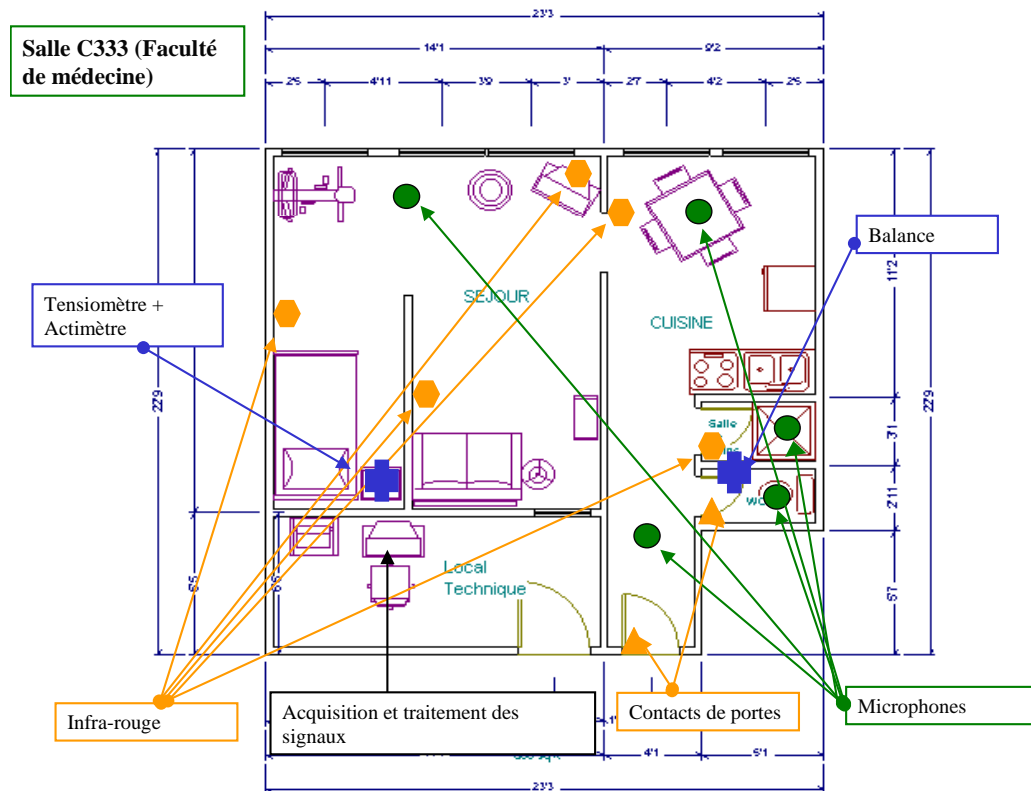 23'3
Salle C333 (Faculté
de médecine)
14'1
9'2
2'5
4'11
3'9
3'
2'7
4'2
2'5
Balance
11'2
Tensiomètre +
Actimètre
SEJOUR
CUISINE
22'9
22'9
Salle
3'1
2'11
WC
Local
Technique
6'5
6'5
5'7
Infra-rouge
Acquisition et traitement des
signaux
Contacts de portes
Microphones
4'1
5'1
23'3